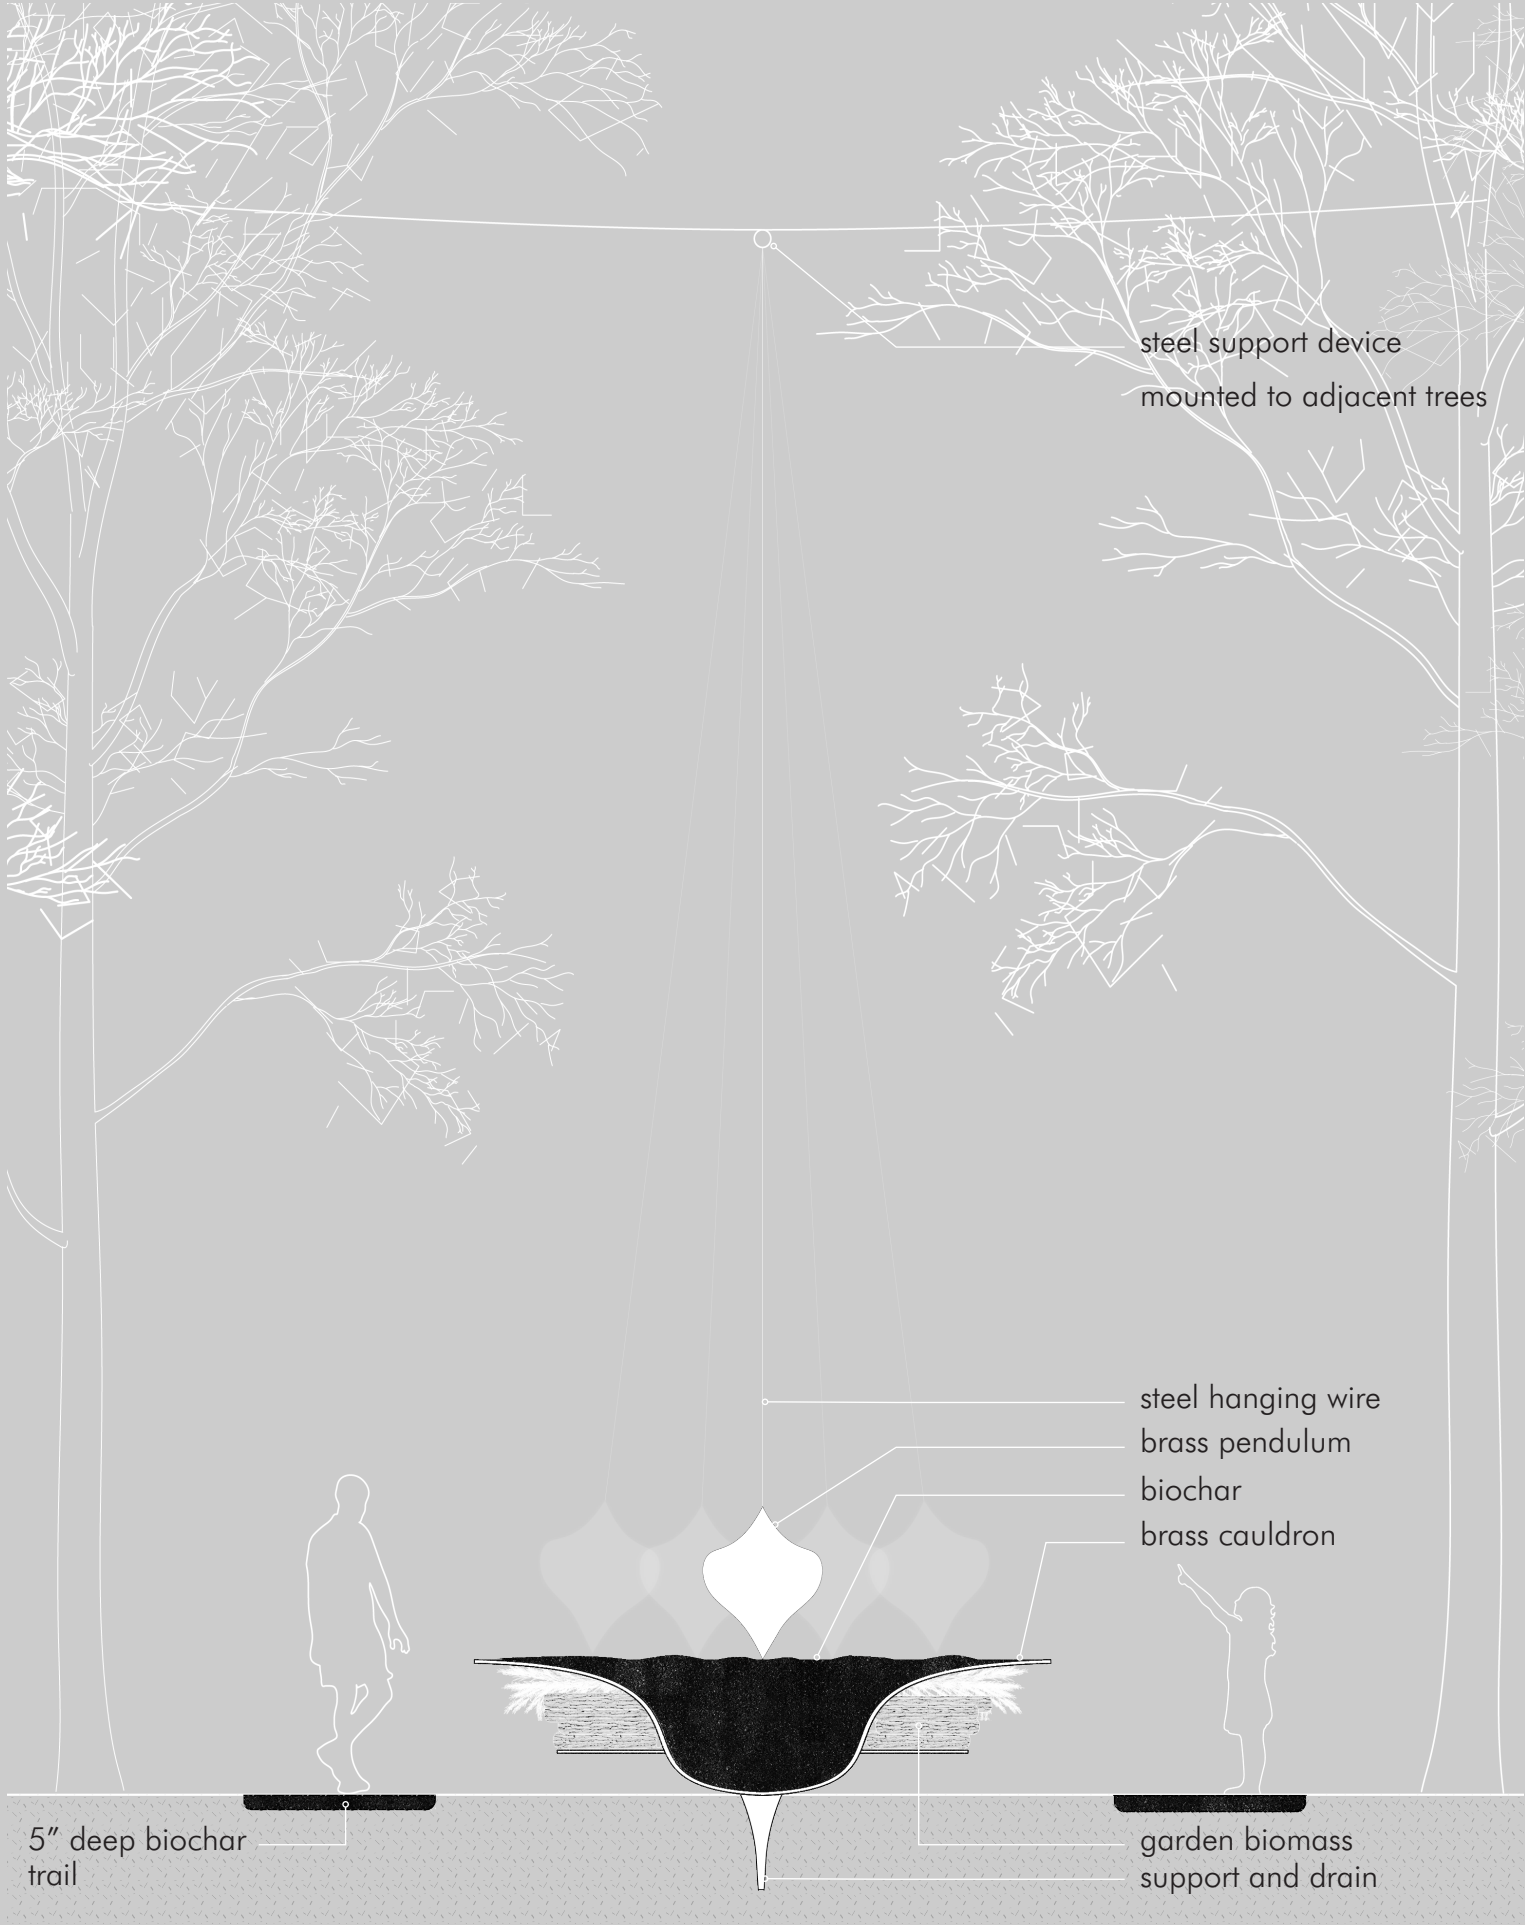 steel support device
mounted to adjacent trees
steel hanging wire
brass pendulum
biochar
brass cauldron
5” deep biochar
trail
garden biomass
support and drain